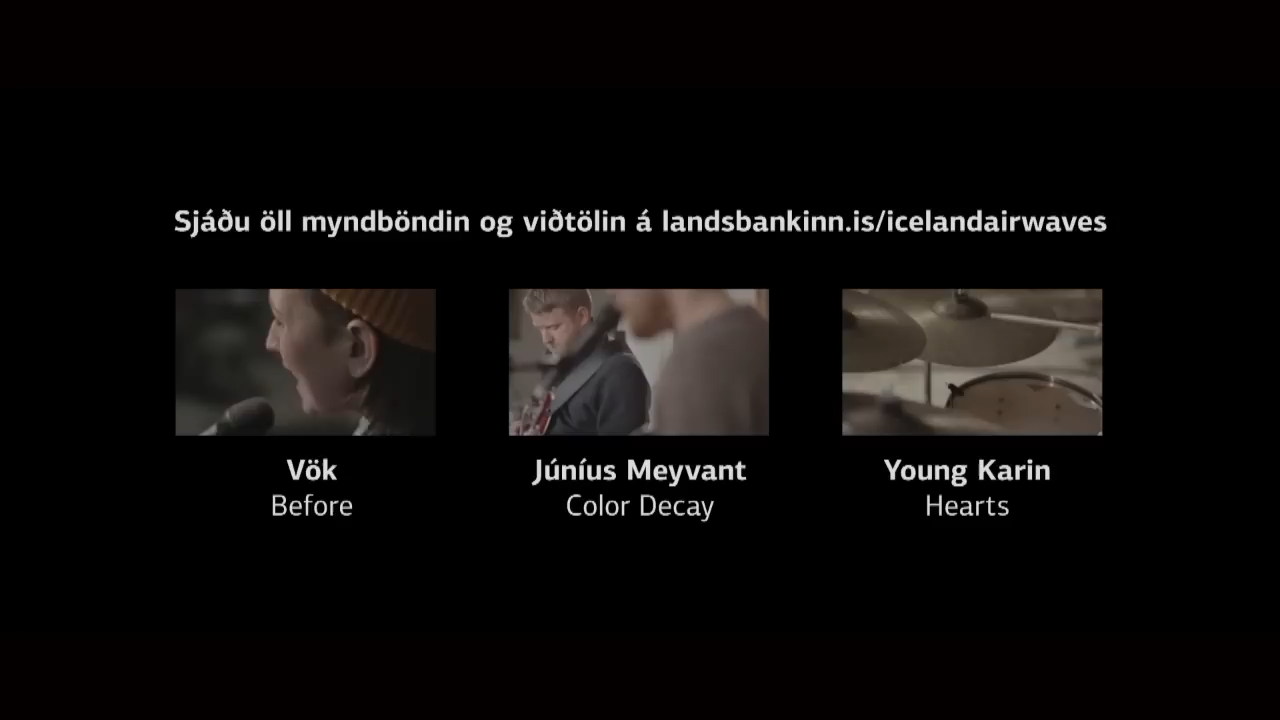 Sjáðu öll myndböndin og viðtölin á landsbankinn.is/icelandairwaves
Vök
Before
Júníus Meyvant
Color Decay
Young Karin
Hearts